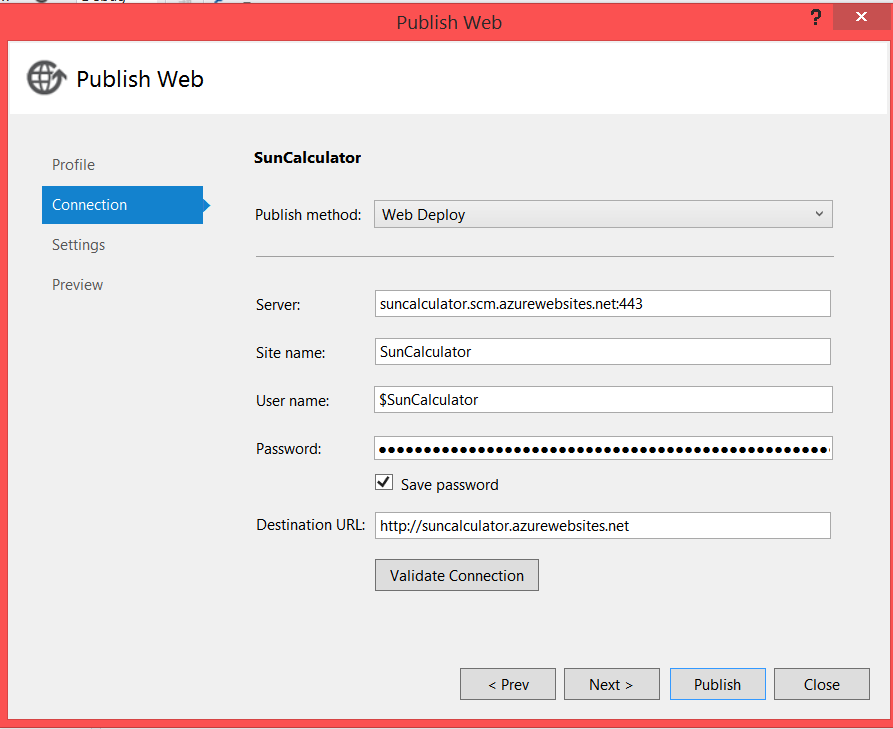 Publish Web
?
Publish Web
Profile
Connection
Settings
Preview
SunCalculator
Publish method: Web Deploy
Server: suncalculator.scm.azurewebsites.net:443
Site name: SunCalculator
User name: $SunCalculator
Password: ●●●●●●●●●●●●●●●●●●●●●●●●●●●●●●●●●●●●●●●●●●●●●●●●●●
Save password
Destination URL: http://suncalculator.azurewebsites.net
Validate Connection
< Prev Next > Publish Close